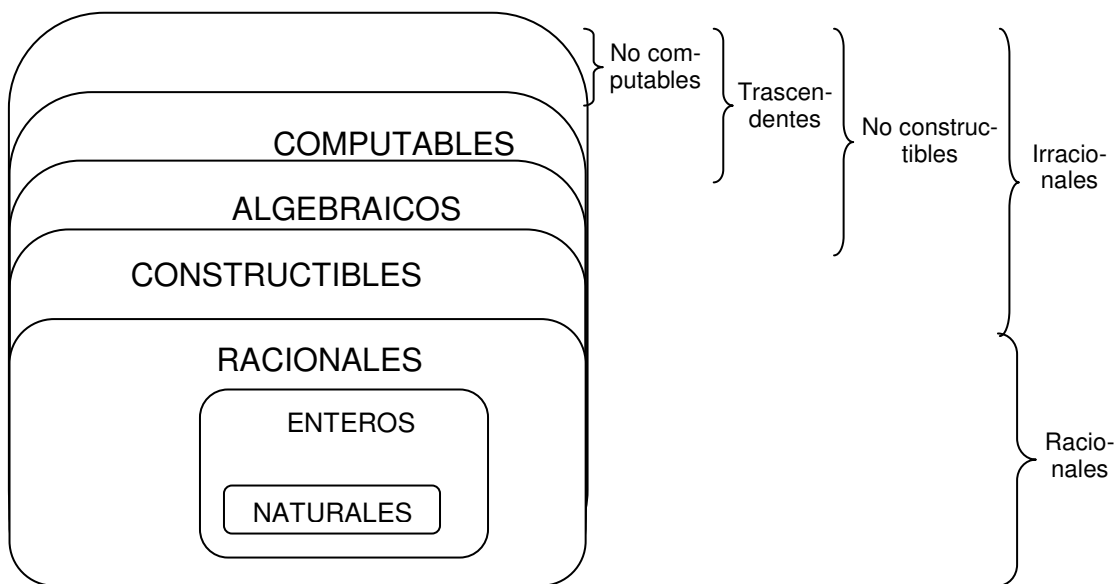 No com-
putables
Trascen-
dentes
No construc-
tibles
Irracio-
nales
COMPUTABLES
ALGEBRAICOS
CONSTRUCTIBLES
RACIONALES
ENTEROS
NATURALES
Racio-
nales